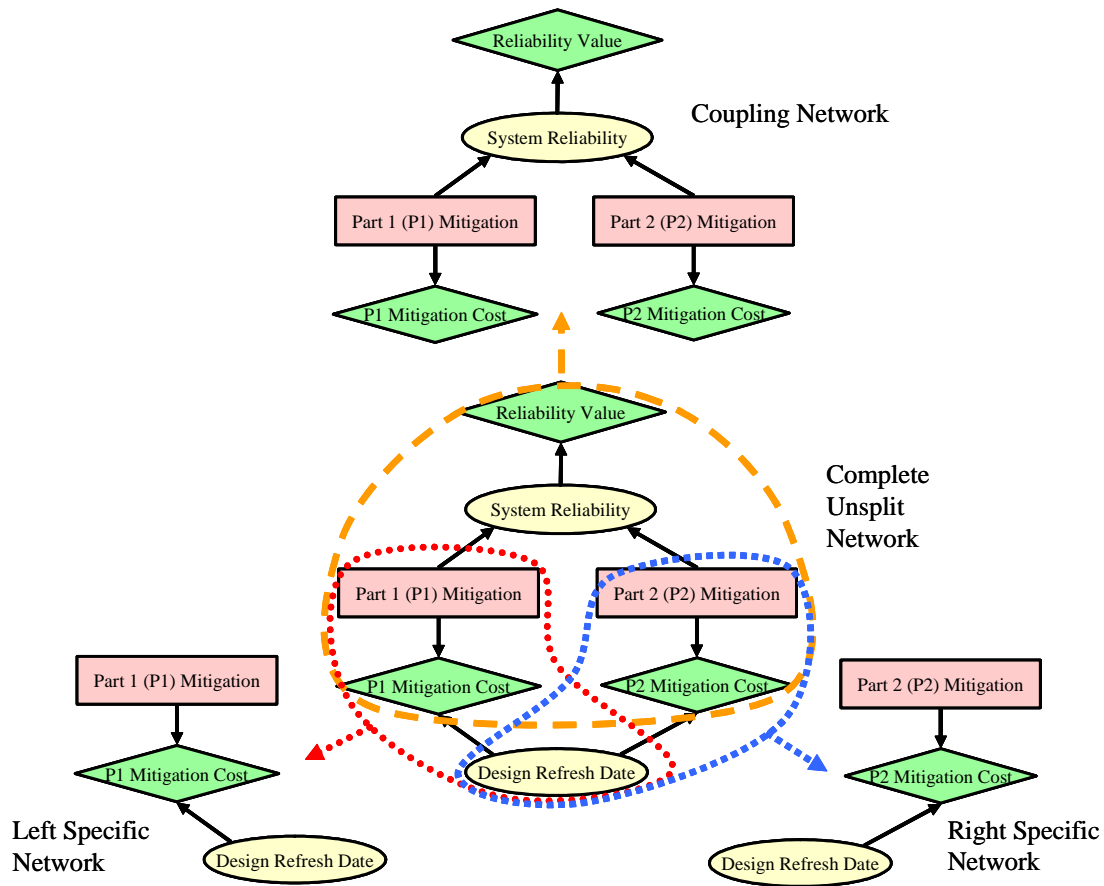 Reliability Value
Coupling Network
System Reliability
Part 1 (P1) Mitigation
Part 2 (P2) Mitigation
P1 Mitigation Cost
P2 Mitigation Cost
Reliability Value
Complete
Unsplit
Network
System Reliability
Part 1 (P1) Mitigation
Part 2 (P2) Mitigation
P1 Mitigation Cost
P2 Mitigation Cost
Design Refresh Date
Part 1 (P1) Mitigation
P1 Mitigation Cost
Left Specific
Network
Design Refresh Date
Part 2 (P2) Mitigation
P2 Mitigation Cost
Right Specific
Network
Design Refresh Date